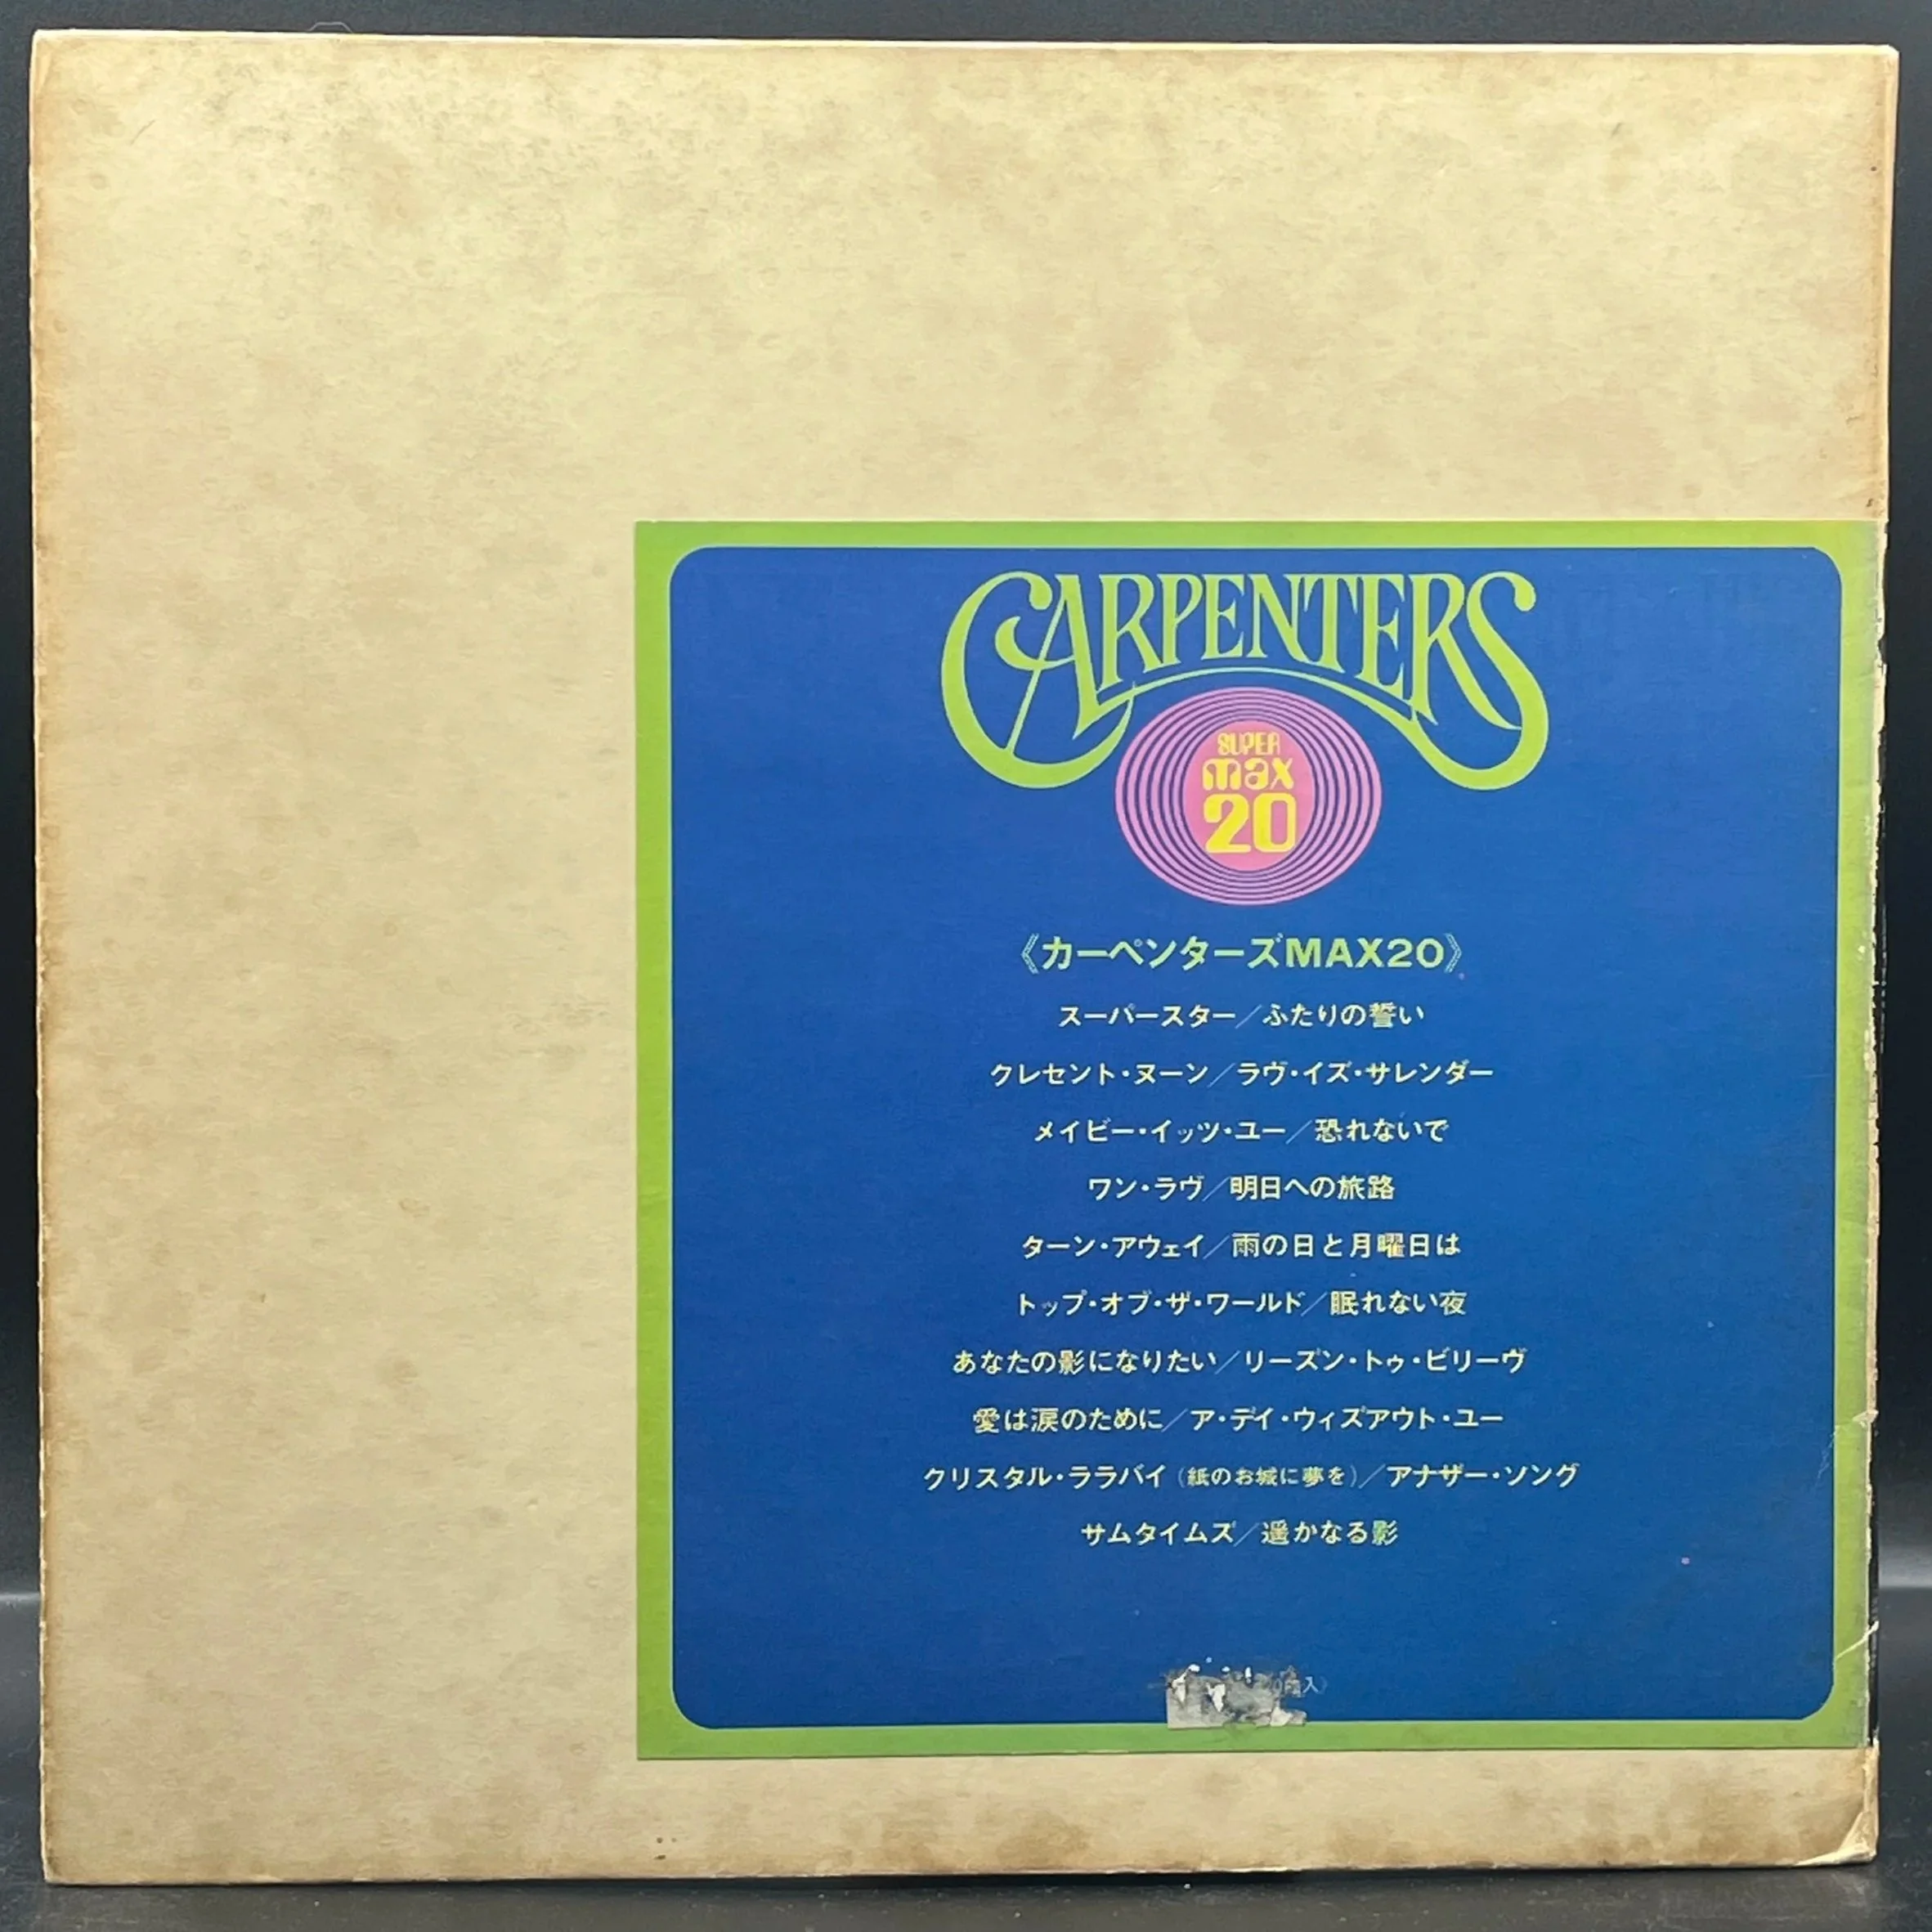 CARPENTERS
SUPER
max
20
《カーペンターズMAX20》
スーパースター／ふたりの誓い
クレセント・ヌーン／ラヴ・イズ・サレンダー
メイビー・イッツ・ユー／恐れないで
ワン・ラヴ／明日への旅路
ターン・アウェイ／雨の日と月曜日は
トップ・オブ・ザ・ワールド／眠れない夜
あなたの影になりたい／リーズン・トゥ・ビリーヴ
愛は涙のために／ア・デイ・ウィズアウト・ユー
クリスタル・ララバイ(紙のお城に夢を)／アナザー・ソング
サムタイムズ／遥かなる影